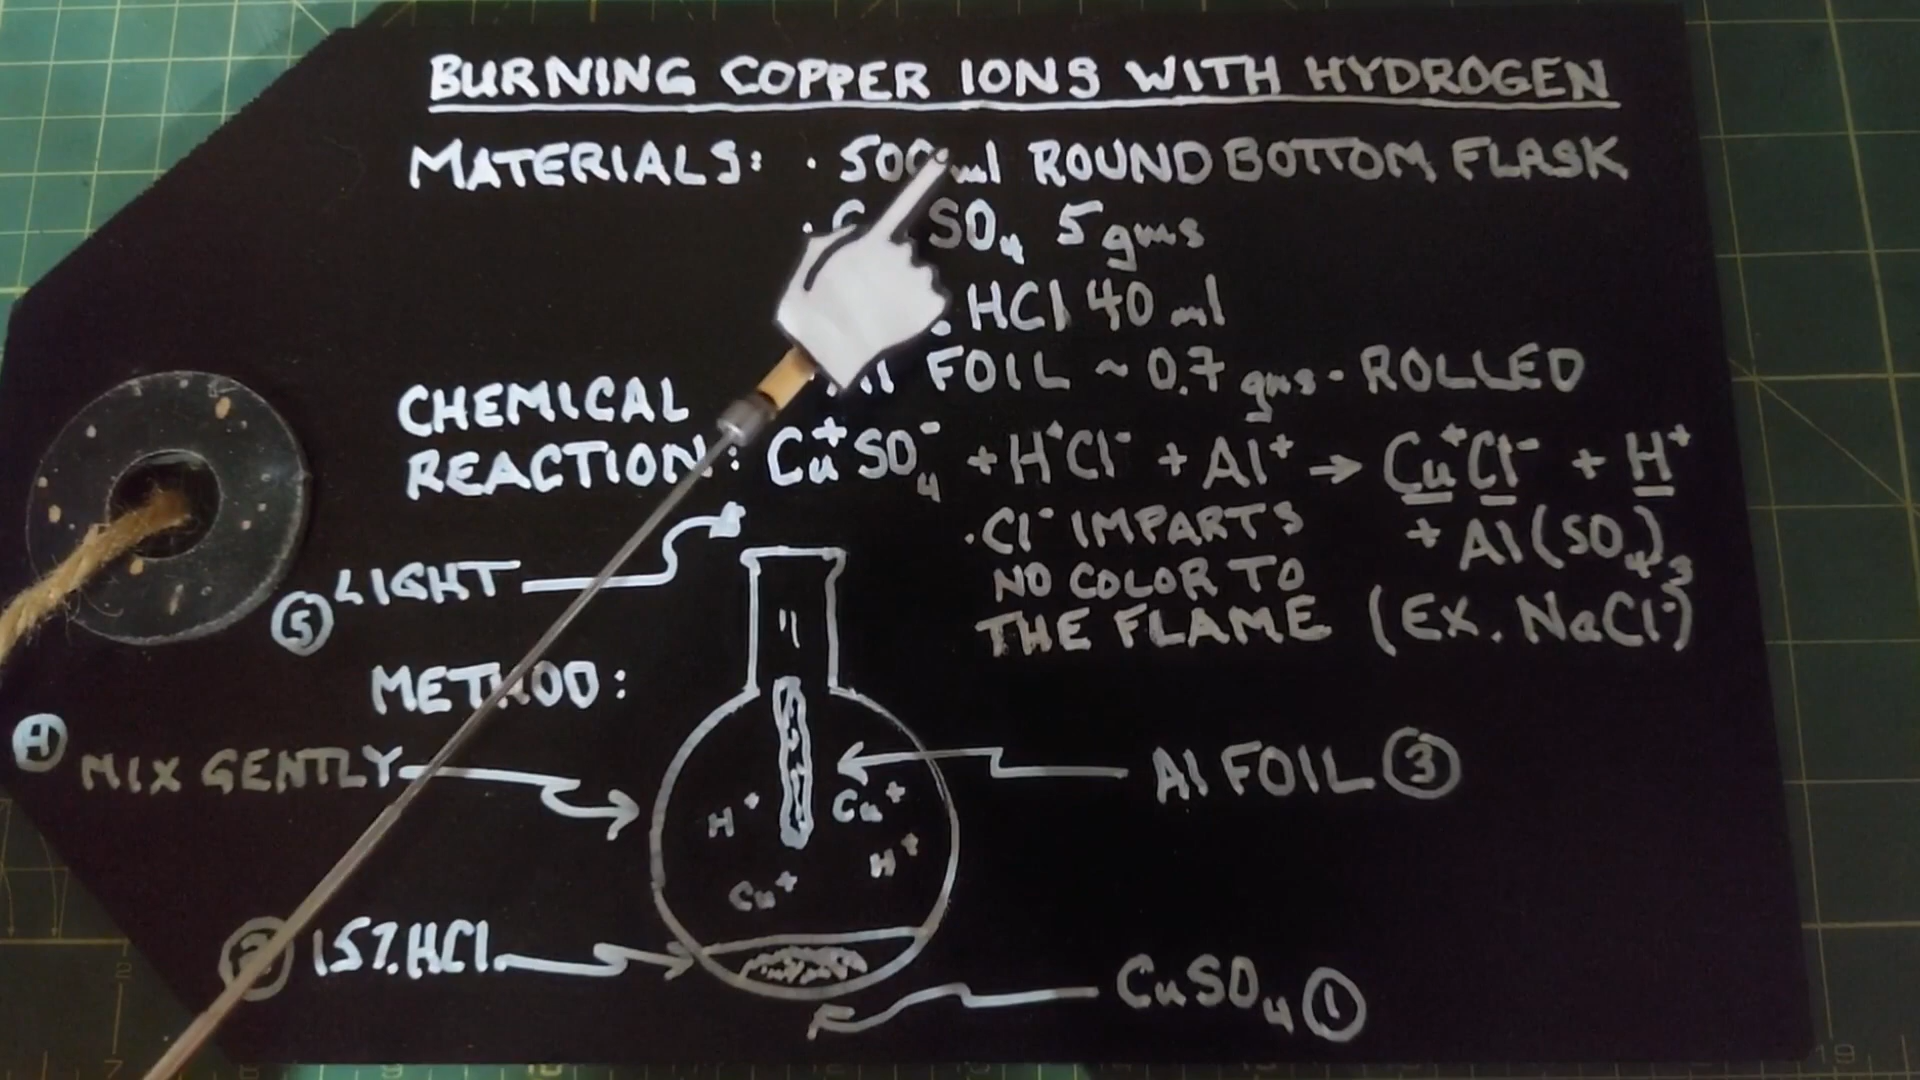 BURNING COPPER IONS WITH HYDROGEN
MATERIALS: · 500ml ROUND BOTTOM FLASK
· SO₄ 5 gms
· HCl 40 ml
FOIL ~ 0.7 gms - ROLLED
CHEMICAL
REACTION: Cu⁺SO₄⁻ + H⁺Cl⁻ + Al⁺ → Cu⁺Cl⁻ + H⁺
+ Al(SO₄)₃
· Cl⁻ IMPARTS
NO COLOR TO
THE FLAME (EX. NaCl⁻)
⑤ LIGHT
METHOD:
④ MIX GENTLY
Al FOIL ③
H⁺ Cu⁺
H⁺
Cu⁺
15% HCl
CuSO₄ ①